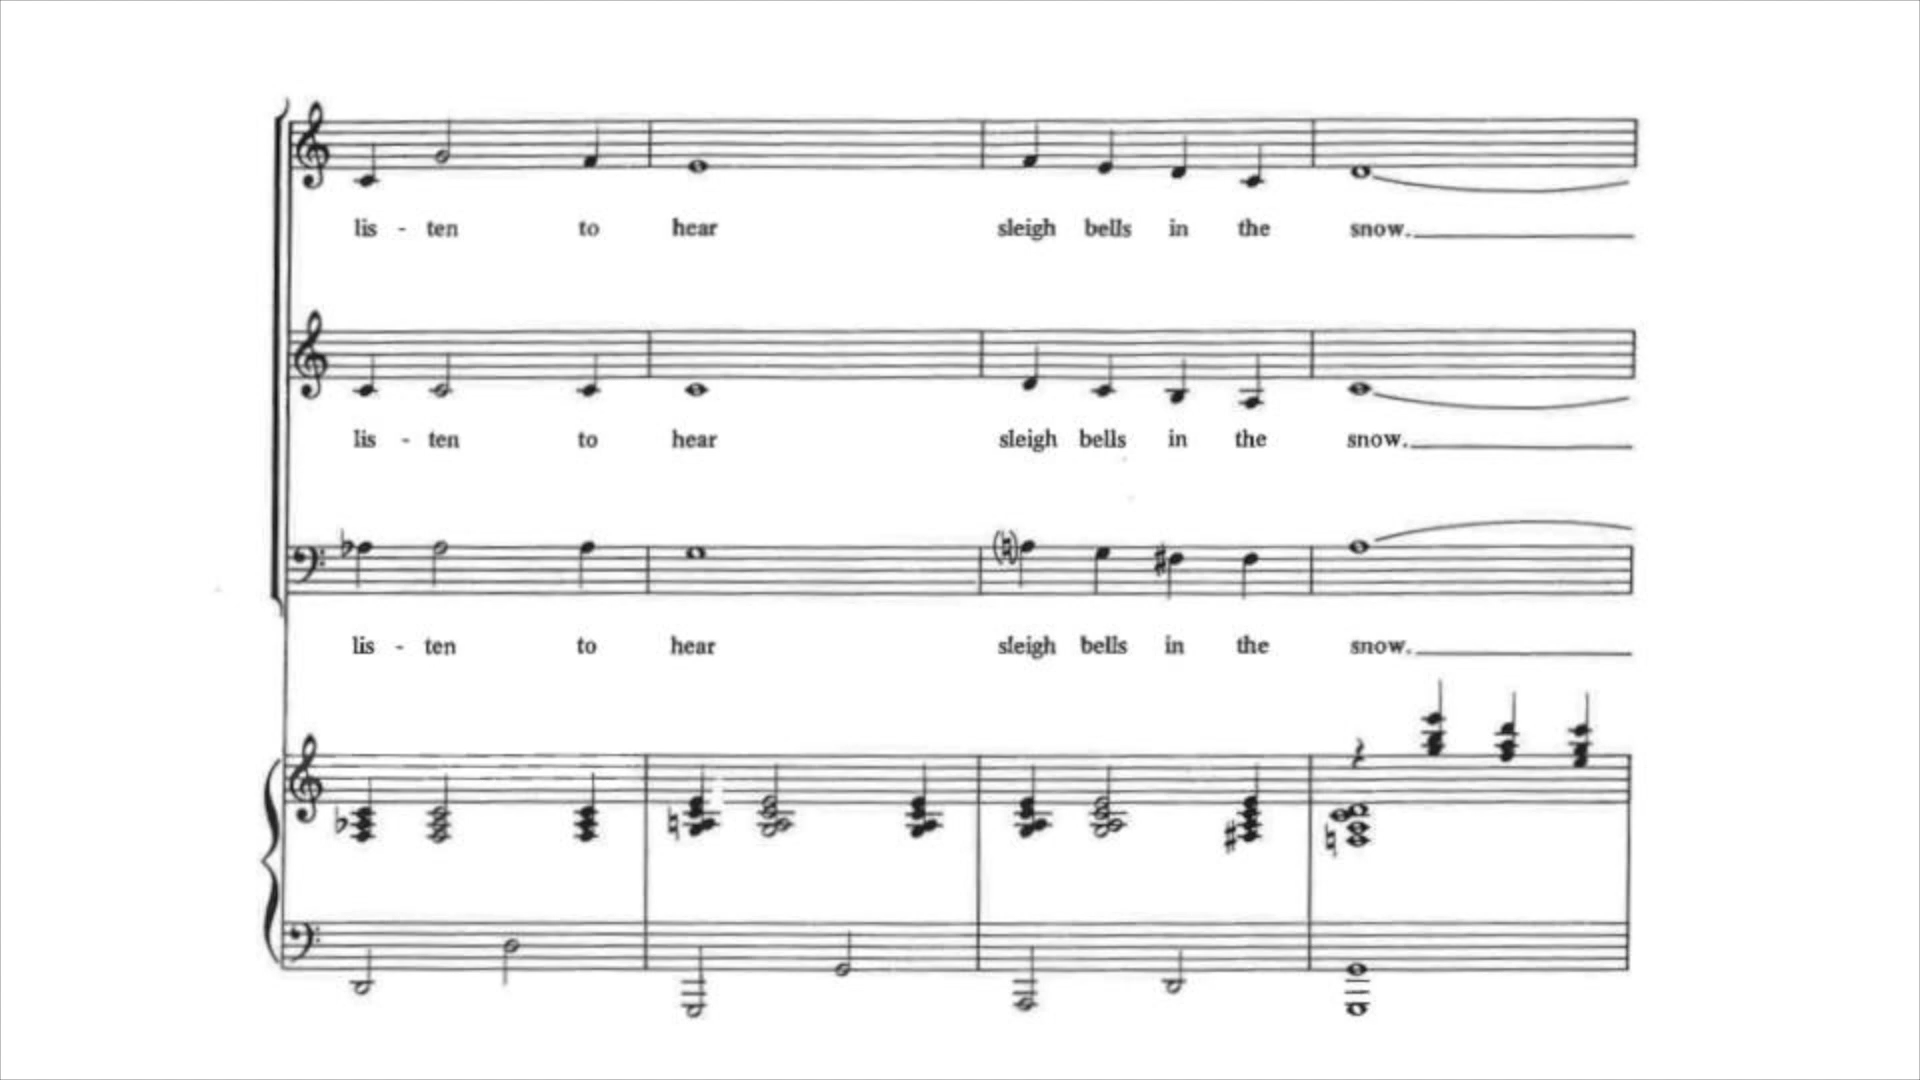 lis - ten to hear sleigh bells in the snow.
lis - ten to hear sleigh bells in the snow.
lis - ten to hear sleigh bells in the snow.